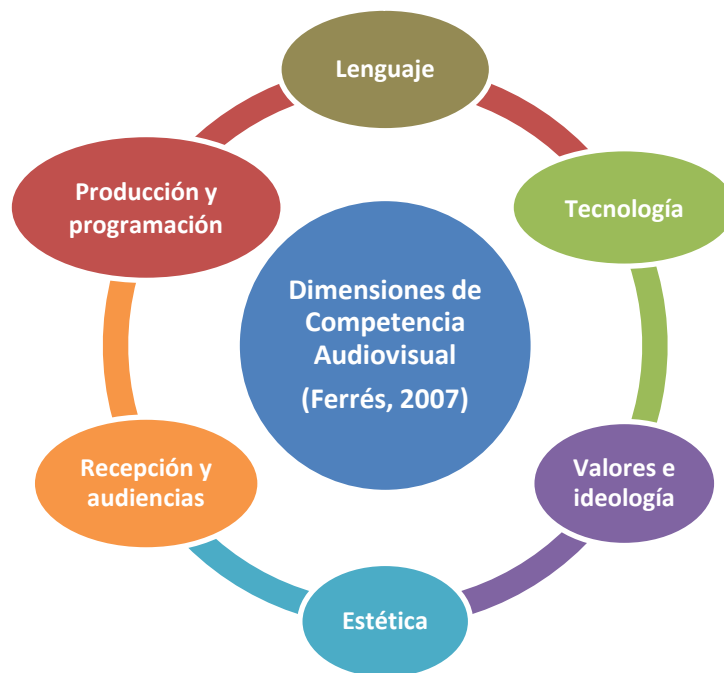 Lenguaje
Tecnología
Valores e
ideología
Estética
Recepción y
audiencias
Producción y
programación
Dimensiones de
Competencia
Audiovisual
(Ferrés, 2007)